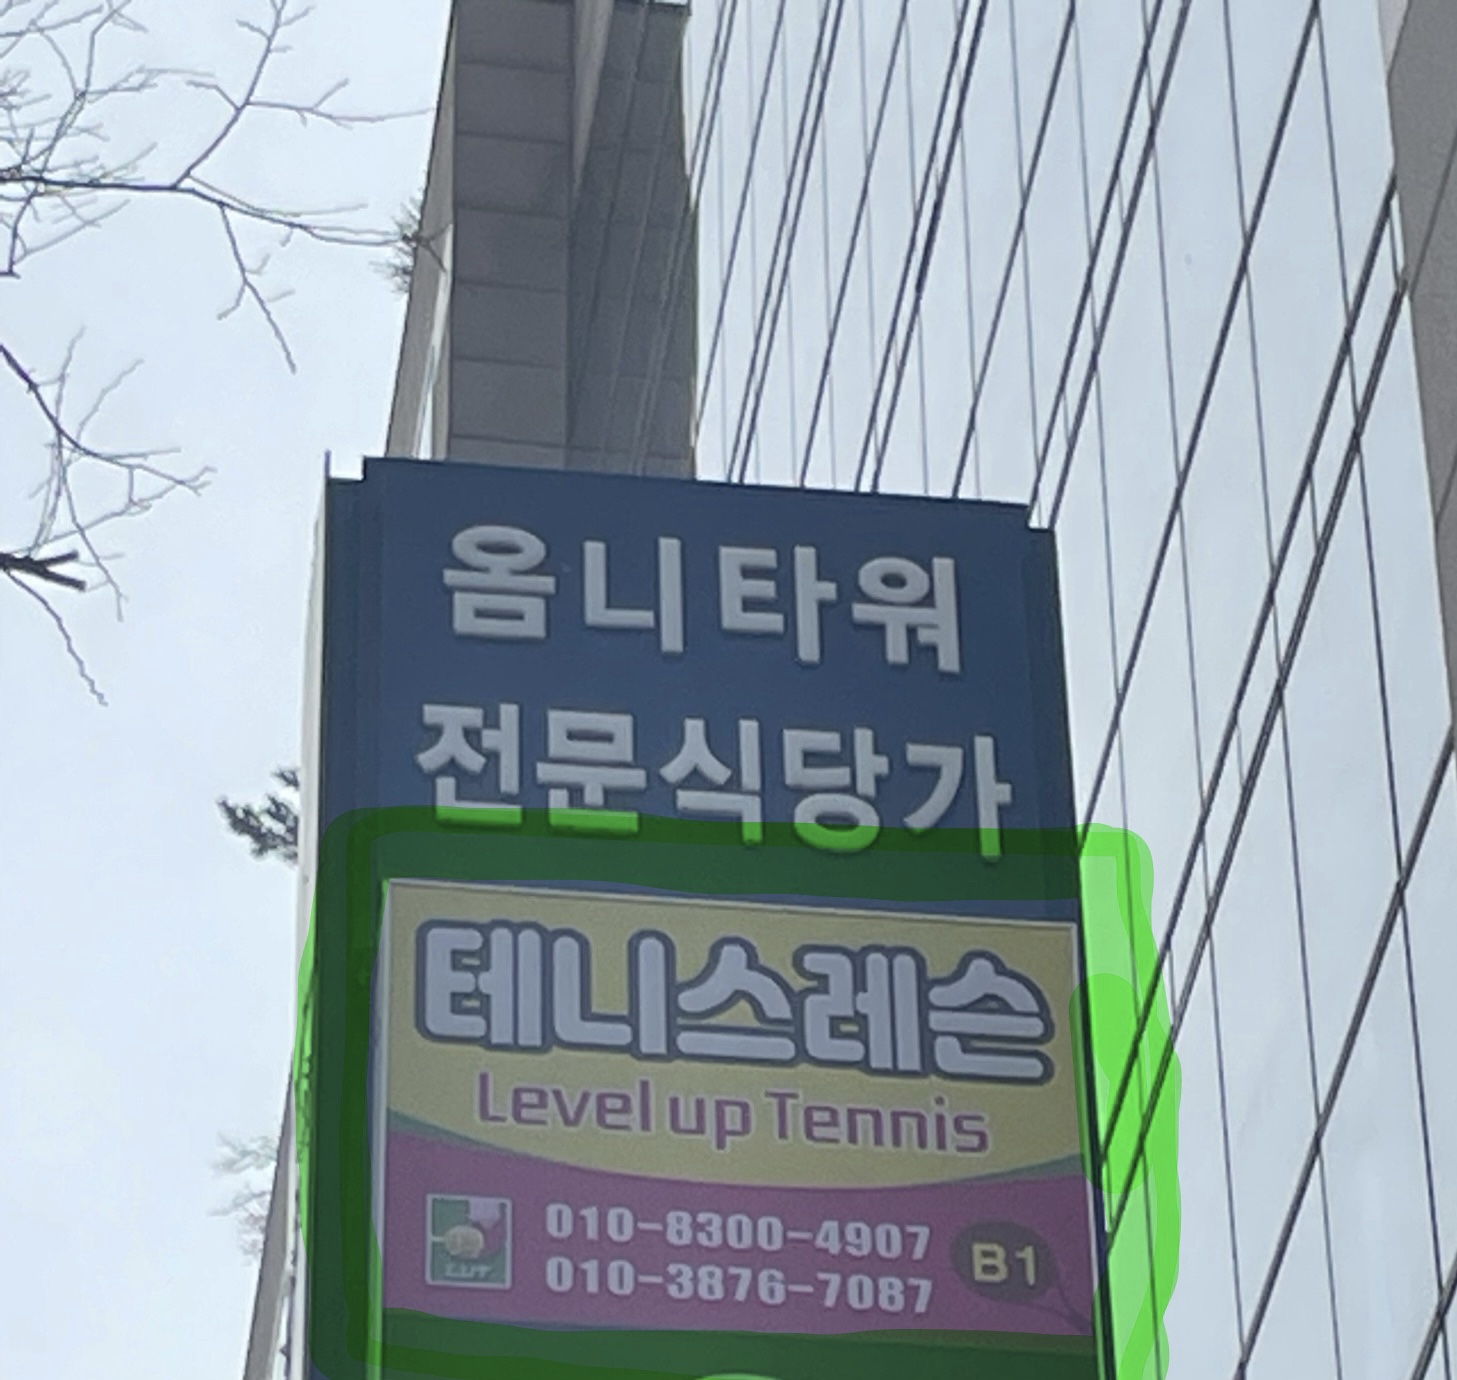 옴니타워
전문식당가
테니스레슨
Level up Tennis
010-8300-4907
010-3876-7087
B1
L.U.T